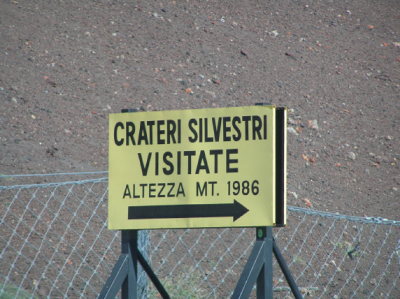 CRATERI SILVESTRI
VISITATE
ALTEZZA MT. 1986